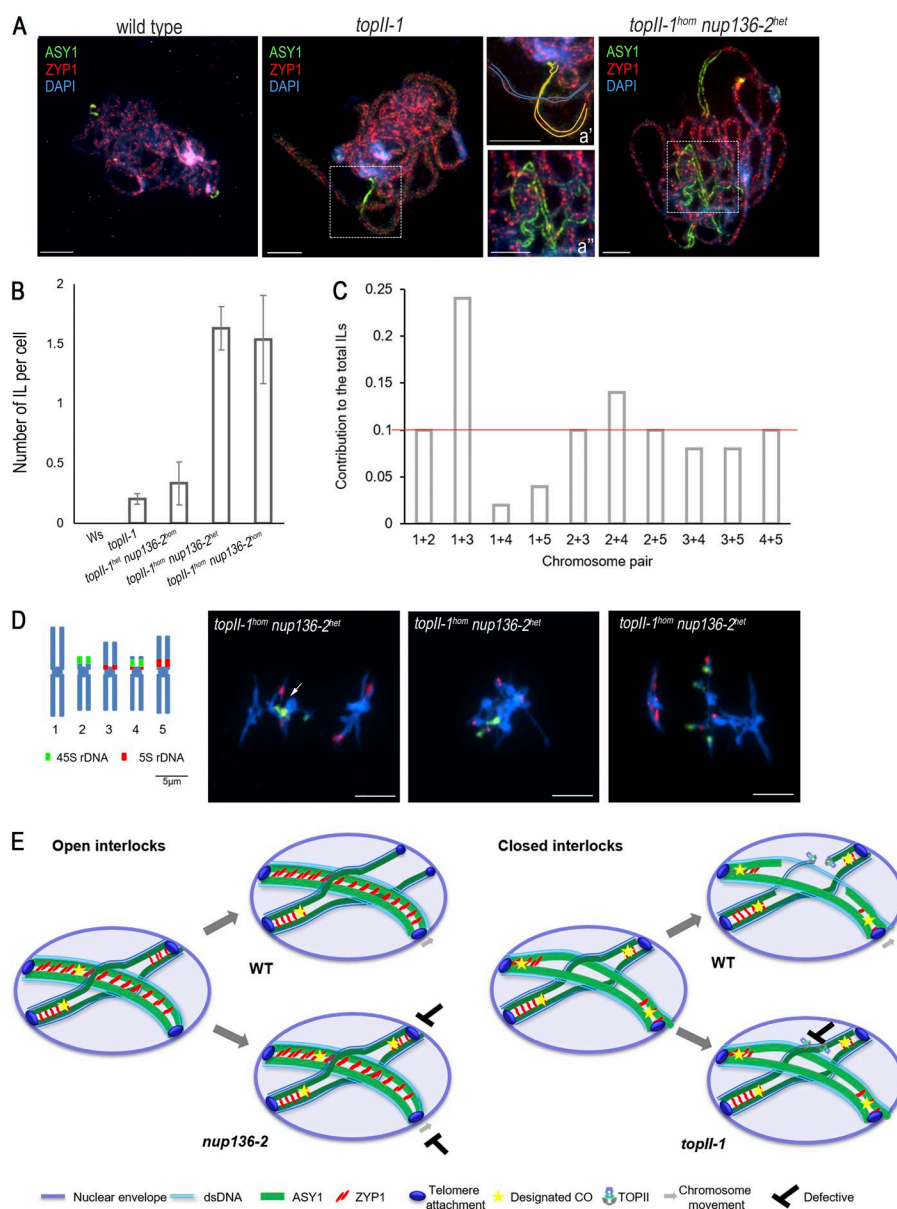 A
wild type
ASY1
ZYP1
DAPI
topII-1
ASY1
ZYP1
DAPI
a'
a"
topII-1hom nup136-2het
ASY1
ZYP1
DAPI
B
Number of IL per cell
2
1.5
1
0.5
0
Ws
topII-1
topII-1het nup136-2hom
topII-1hom nup136-2het
topII-1hom nup136-2hom
C
Contribution to the total ILs
0.25
0.2
0.15
0.1
0.05
0
1+2 1+3 1+4 1+5 2+3 2+4 2+5 3+4 3+5 4+5
Chromosome pair
D
1 2 3 4 5
45S rDNA 5S rDNA
5µm
topII-1hom nup136-2het
topII-1hom nup136-2het
topII-1hom nup136-2het
E
Open interlocks
WT
nup136-2
Closed interlocks
WT
topII-1
Nuclear envelope dsDNA ASY1 ZYP1 Telomere attachment Designated CO TOPII Chromosome movement Defective